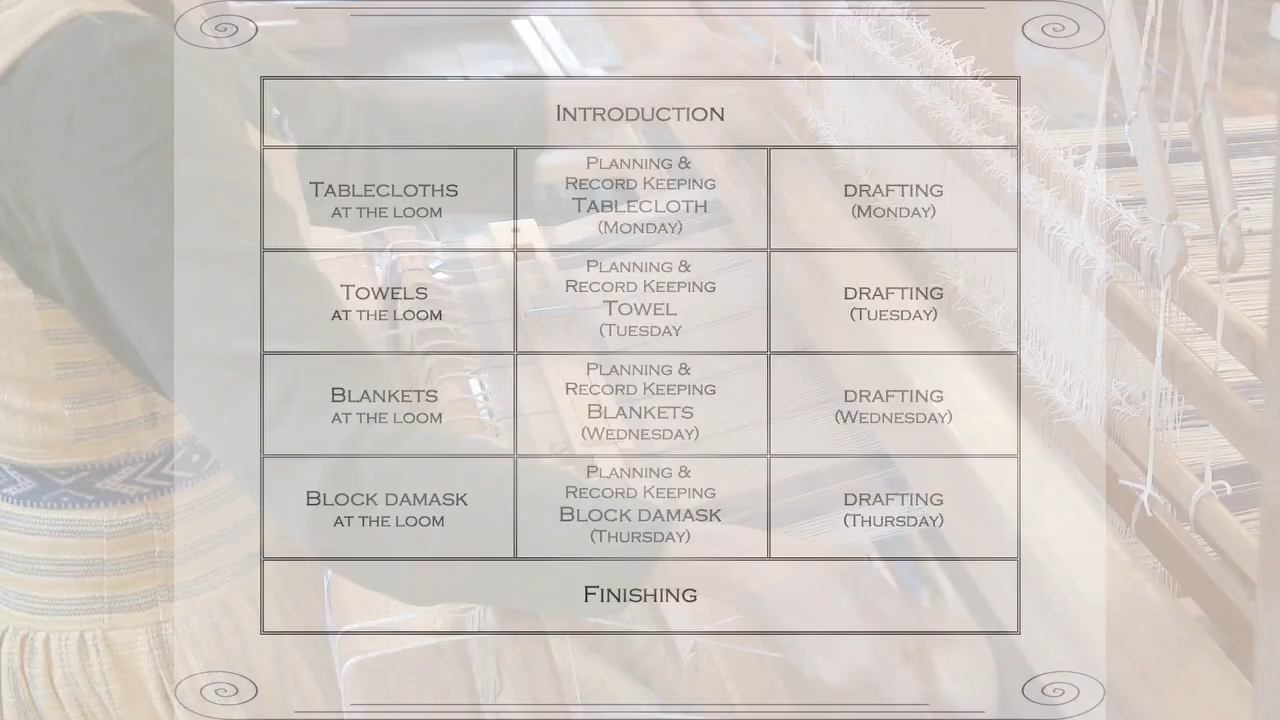 INTRODUCTION
TABLECLOTHS
AT THE LOOM
PLANNING &
RECORD KEEPING
TABLECLOTH
(MONDAY)
DRAFTING
(MONDAY)
TOWELS
AT THE LOOM
PLANNING &
RECORD KEEPING
TOWEL
(TUESDAY
DRAFTING
(TUESDAY)
BLANKETS
AT THE LOOM
PLANNING &
RECORD KEEPING
BLANKETS
(WEDNESDAY)
DRAFTING
(WEDNESDAY)
BLOCK DAMASK
AT THE LOOM
PLANNING &
RECORD KEEPING
BLOCK DAMASK
(THURSDAY)
DRAFTING
(THURSDAY)
FINISHING